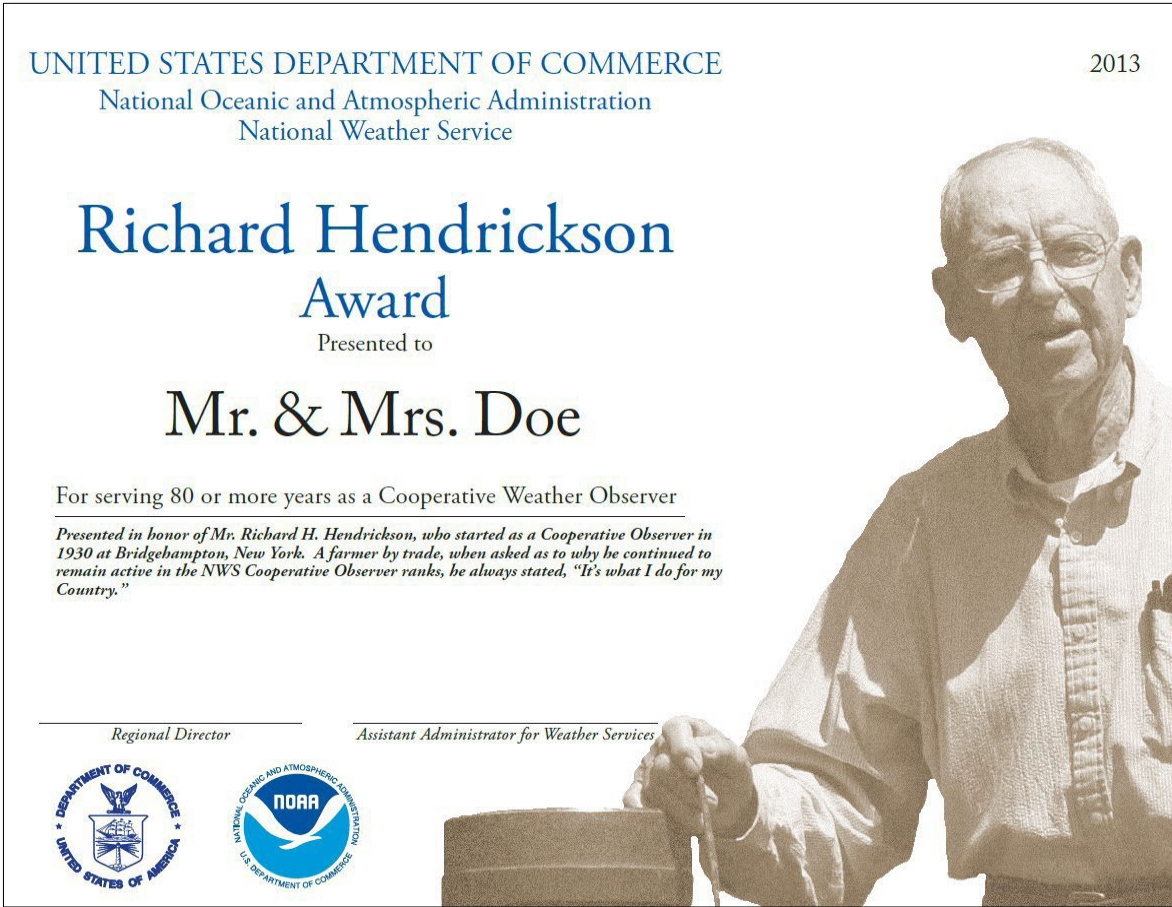 UNITED STATES DEPARTMENT OF COMMERCE
2013
National Oceanic and Atmospheric Administration
National Weather Service
Richard Hendrickson
Award
Presented to
Mr. & Mrs. Doe
For serving 80 or more years as a Cooperative Weather Observer
Presented in honor of Mr. Richard H. Hendrickson, who started as a Cooperative Observer in
1930 at Bridgehampton, New York. A farmer by trade, when asked as to why he continued to
remain active in the NWS Cooperative Observer ranks, he always stated, “It’s what I do for my
Country.”
Regional Director
Assistant Administrator for Weather Services
DEPARTMENT OF COMMERCE
UNITED STATES OF AMERICA
NATIONAL OCEANIC AND ATMOSPHERIC ADMINISTRATION
NOAA
U.S. DEPARTMENT OF COMMERCE